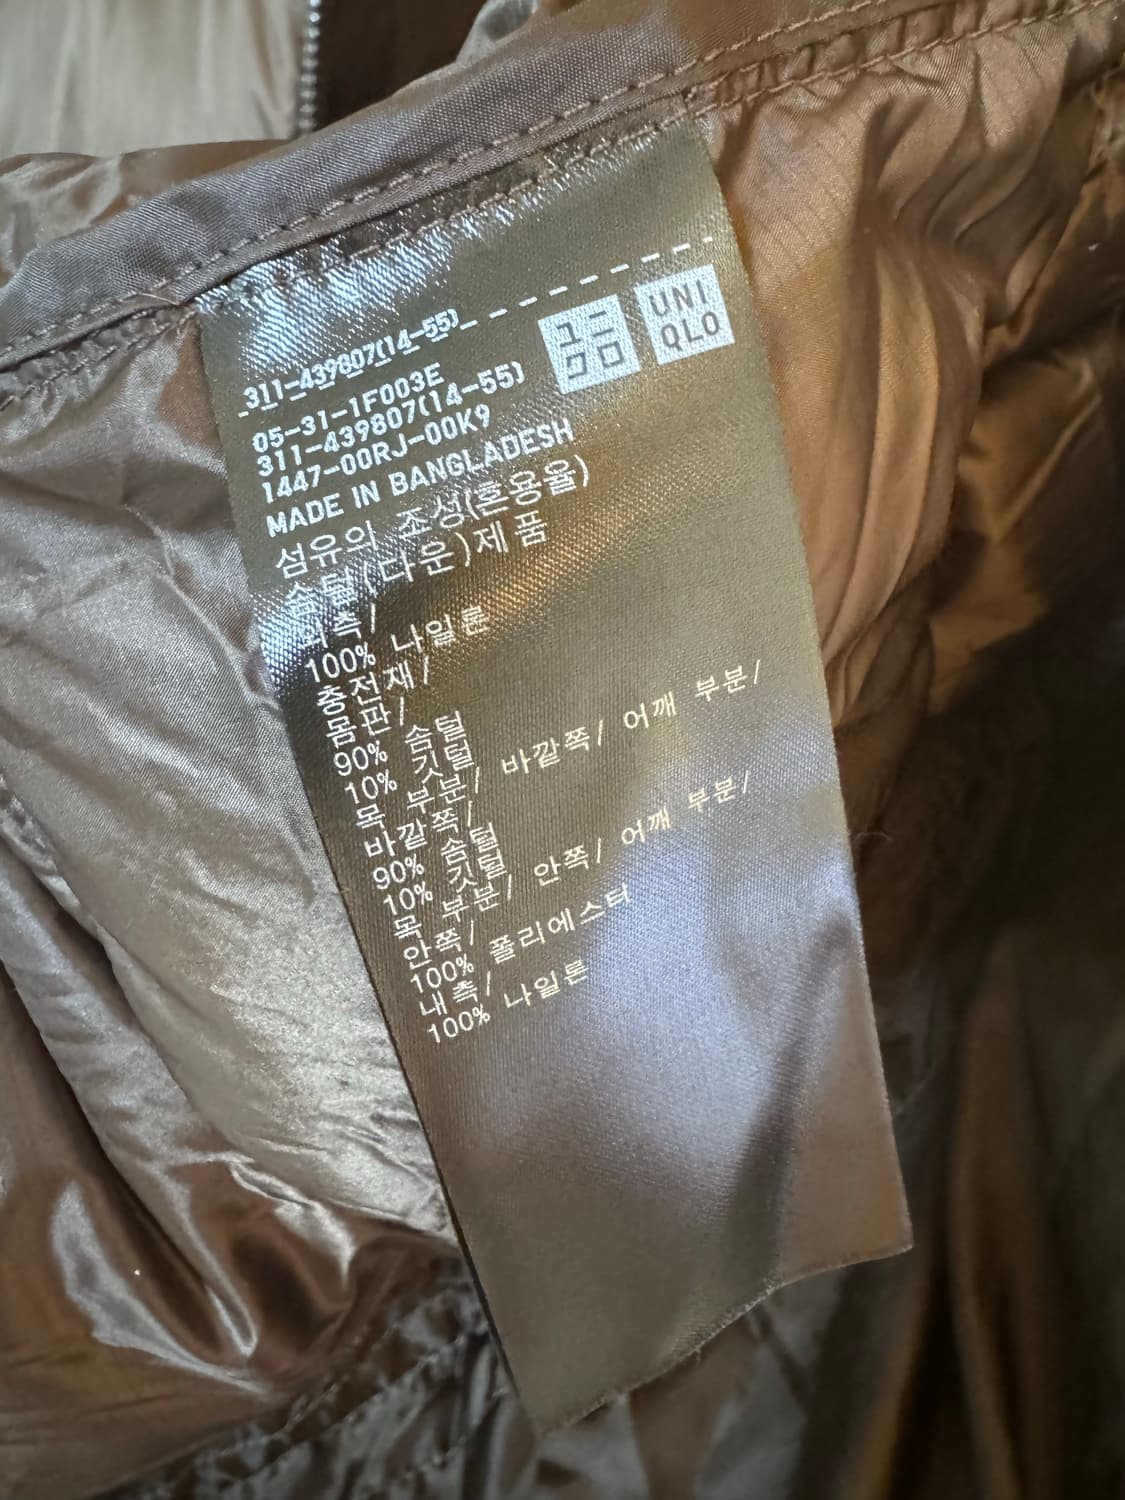 311-439807(14-55)
ユニ
クロ
UNI
QLO
05-31-1F003E
311-439807(14-55)
1447-00RJ-00K9
MADE IN BANGLADESH
섬유의 조성(혼용율)
솜털(다운)제품
외측/
100% 나일론
충전재/
몸판/
90% 솜털
10% 깃털
목 부분/ 바깥쪽/ 어깨 부분/
바깥쪽/
90% 솜털
10% 깃털
목 부분/ 안쪽/ 어깨 부분/
안쪽/
100% 폴리에스터
내측/
100% 나일론